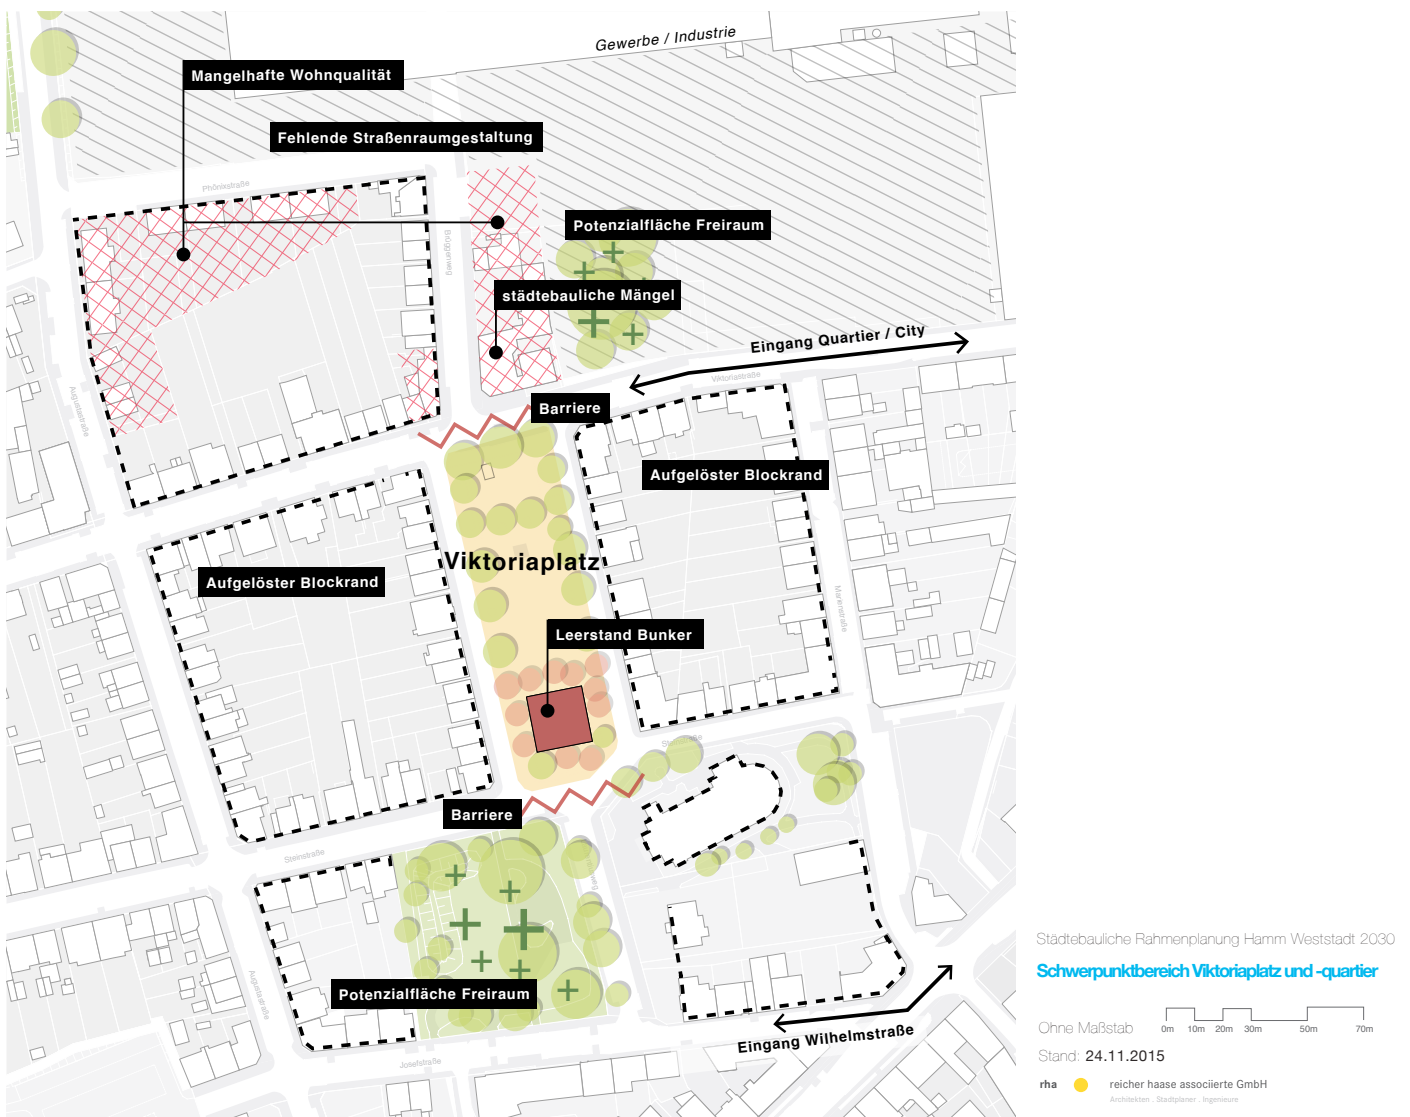 Gewerbe / Industrie
Mangelhafte Wohnqualität
Fehlende Straßenraumgestaltung
Phönixstraße
Potenzialfläche Freiraum
Brüggenweg
städtebauliche Mängel
Eingang Quartier / City
Viktoriastraße
Augustastraße
Barriere
Aufgelöster Blockrand
Viktoriaplatz
Aufgelöster Blockrand
Marienstraße
Leerstand Bunker
Barriere
Steinstraße
Potenzialfläche Freiraum
Augustastraße
Eingang Wilhelmstraße
Josefstraße
Städtebauliche Rahmenplanung Hamm Weststadt 2030
Schwerpunktbereich Viktoriaplatz und -quartier
Ohne Maßstab
0m 10m 20m 30m 50m 70m
Stand: 24.11.2015
rha reicher haase associierte GmbH
Architekten . Stadtplaner . Ingenieure